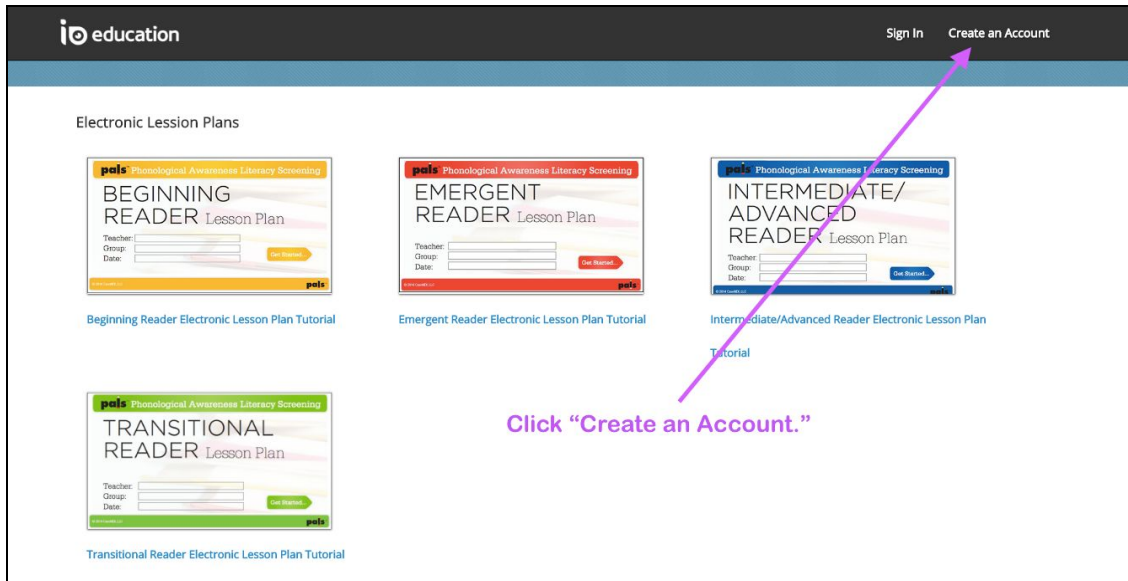 io education
Sign In Create an Account
Electronic Lession Plans
pals Phonological Awareness Literacy Screening
BEGINNING
READER Lesson Plan
Teacher:
Group:
Date:
Get Started...
pals
Beginning Reader Electronic Lesson Plan Tutorial
pals Phonological Awareness Literacy Screening
EMERGENT
READER Lesson Plan
Teacher:
Group:
Date:
Get Started...
pals
Emergent Reader Electronic Lesson Plan Tutorial
pals Phonological Awareness Literacy Screening
INTERMEDIATE/
ADVANCED
READER Lesson Plan
Teacher:
Group:
Date:
Get Started...
pals
Intermediate/Advanced Reader Electronic Lesson Plan
Tutorial
Click “Create an Account.”
pals Phonological Awareness Literacy Screening
TRANSITIONAL
READER Lesson Plan
Teacher:
Group:
Date:
Get Started...
pals
Transitional Reader Electronic Lesson Plan Tutorial